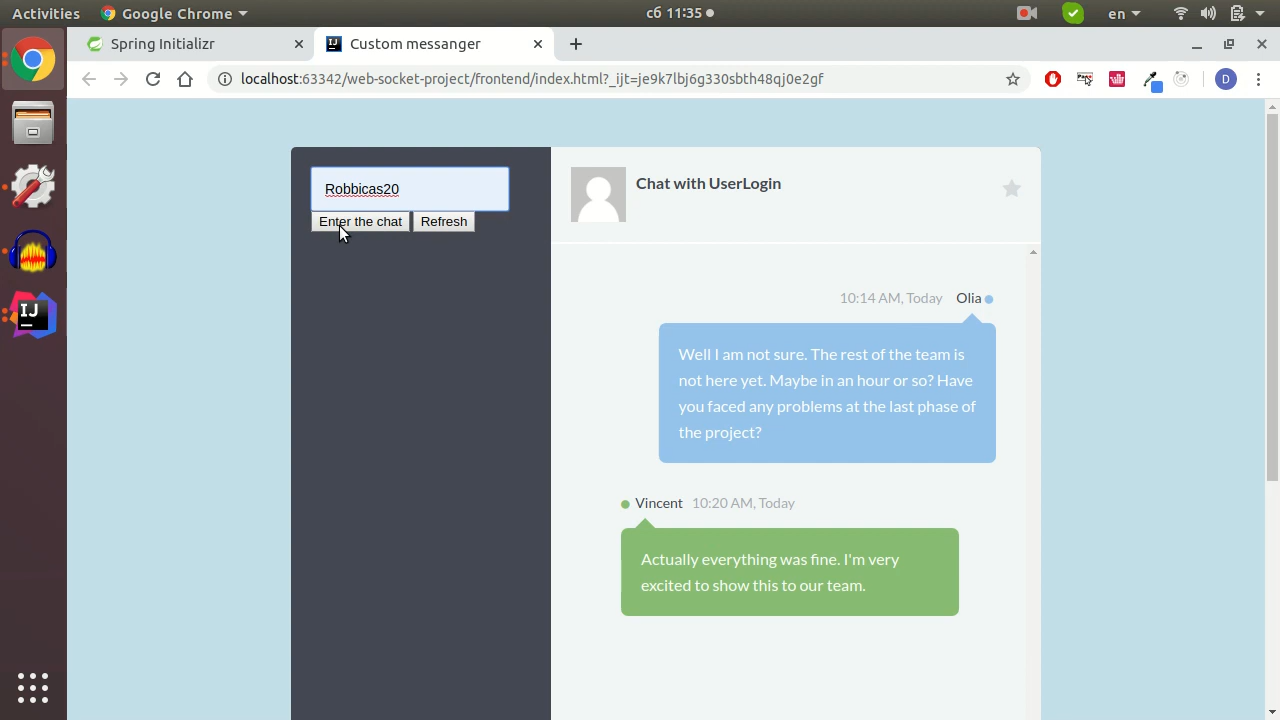 Activities
Google Chrome
сб 11:35
en
Spring Initializr
Custom messanger
localhost:63342/web-socket-project/frontend/index.html?_ijt=je9k7lbj6g330sbth48qj0e2gf
D
IJ
Robbicas20
Enter the chat
Refresh
Chat with UserLogin
10:14 AM, Today Olia
Well I am not sure. The rest of the team is
not here yet. Maybe in an hour or so? Have
you faced any problems at the last phase of
the project?
Vincent 10:20 AM, Today
Actually everything was fine. I'm very
excited to show this to our team.